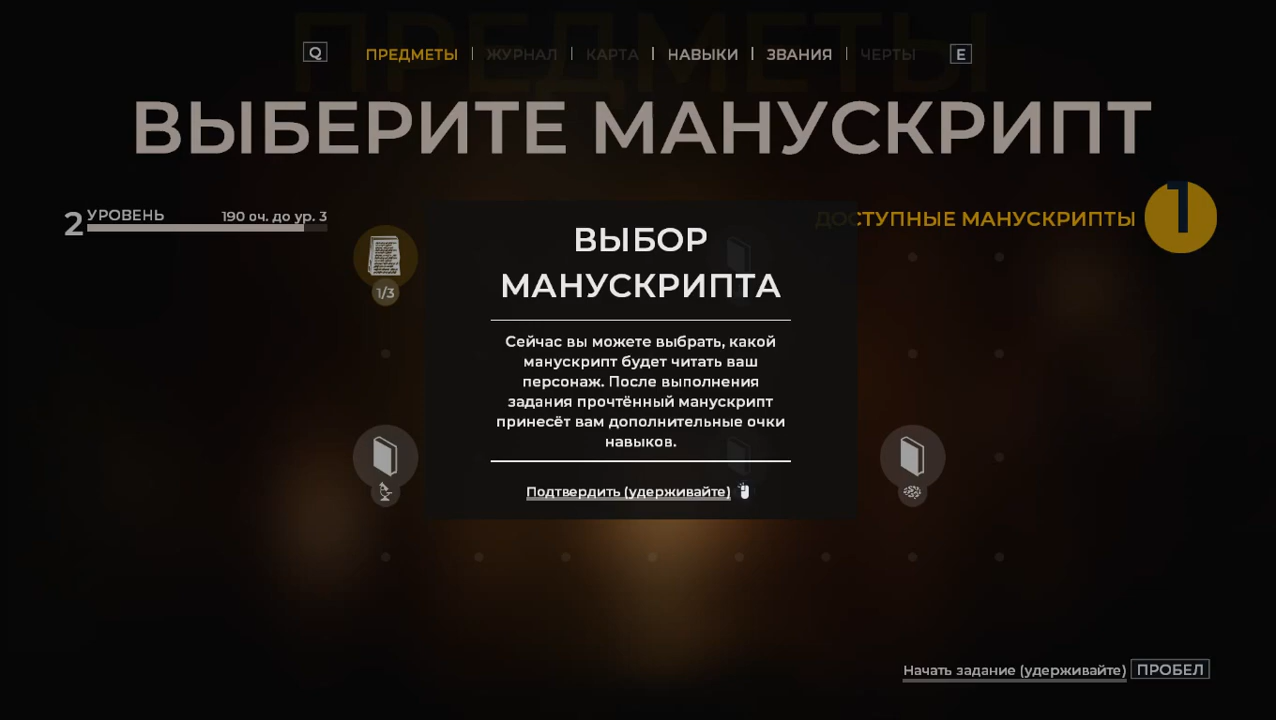 ПРЕДМЕТЫ
Q ПРЕДМЕТЫ ЖУРНАЛ КАРТА НАВЫКИ ЗВАНИЯ ЧЕРТЫ E
ВЫБЕРИТЕ МАНУСКРИПТ
2 УРОВЕНЬ 190 оч. до ур. 3
ДОСТУПНЫЕ МАНУСКРИПТЫ 1
1/3
ВЫБОР
МАНУСКРИПТА
Сейчас вы можете выбрать, какой
манускрипт будет читать ваш
персонаж. После выполнения
задания прочтённый манускрипт
принесёт вам дополнительные очки
навыков.
Подтвердить (удерживайте)
Начать задание (удерживайте) ПРОБЕЛ